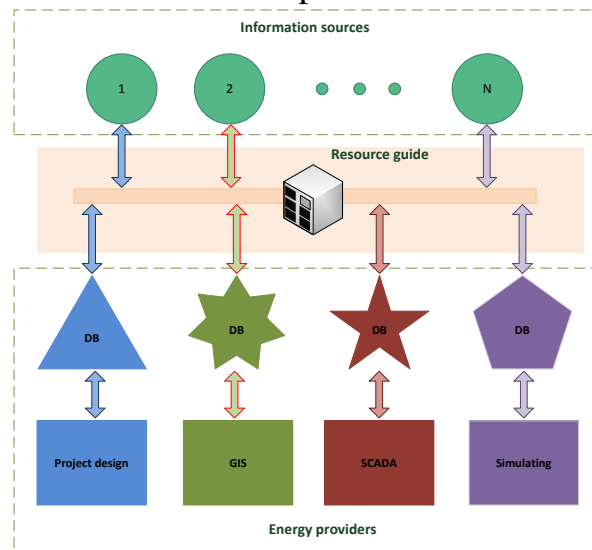 Information sources
1
2
N
Resource guide
DB
DB
DB
DB
Project design
GIS
SCADA
Simulating
Energy providers